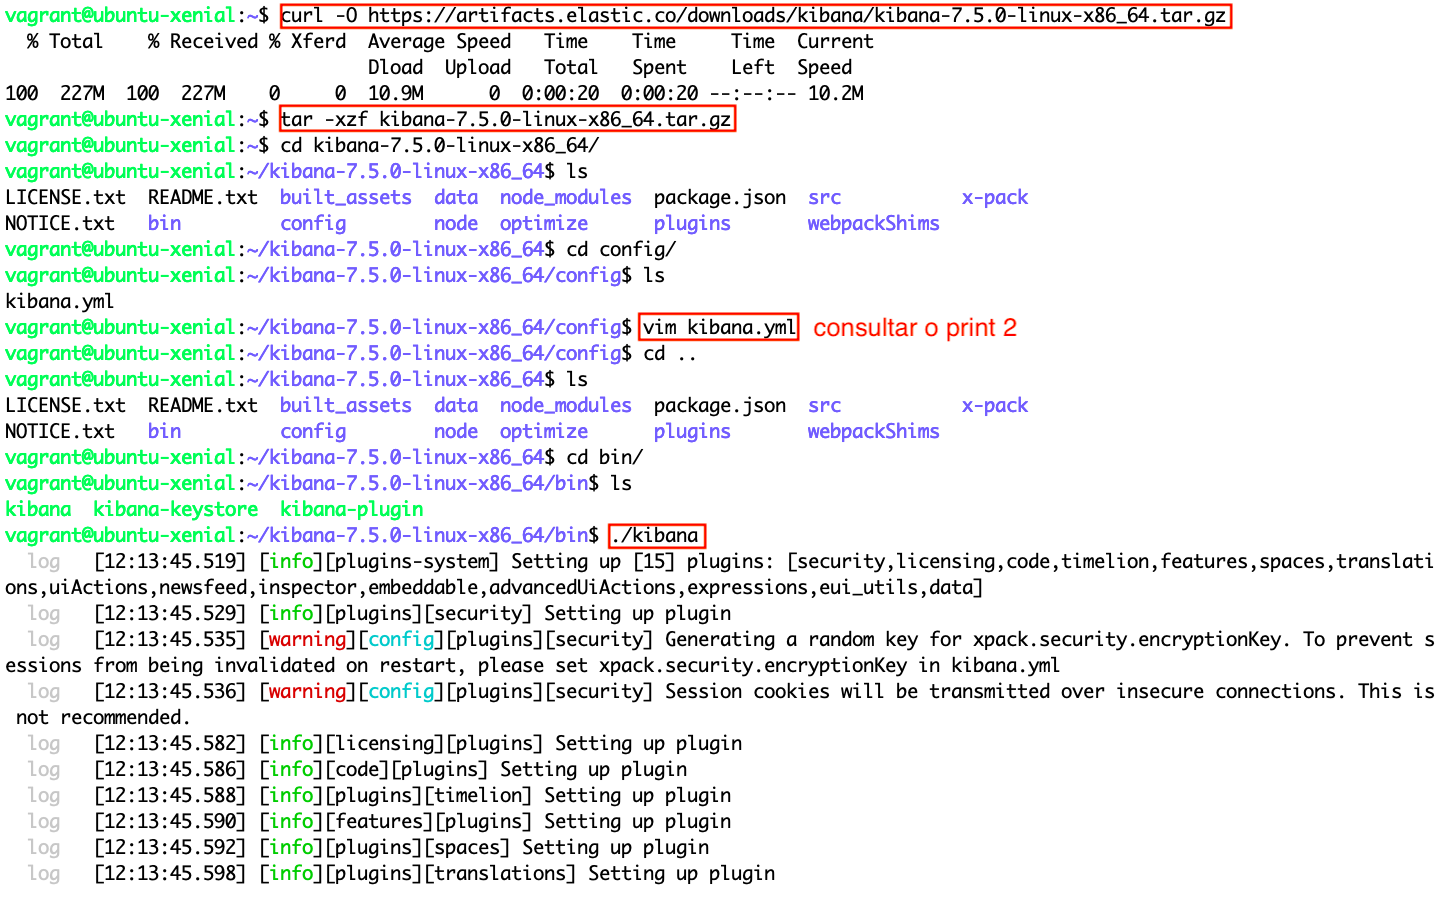 vagrant@ubuntu-xenial:~$ curl -O https://artifacts.elastic.co/downloads/kibana/kibana-7.5.0-linux-x86_64.tar.gz
% Total % Received % Xferd Average Speed Time Time Time Current
Dload Upload Total Spent Left Speed
100 227M 100 227M 0 0 10.9M 0 0:00:20 0:00:20 --:--:-- 10.2M
vagrant@ubuntu-xenial:~$ tar -xzf kibana-7.5.0-linux-x86_64.tar.gz
vagrant@ubuntu-xenial:~$ cd kibana-7.5.0-linux-x86_64/
vagrant@ubuntu-xenial:~/kibana-7.5.0-linux-x86_64$ ls
LICENSE.txt README.txt built_assets data node_modules package.json src x-pack
NOTICE.txt bin config node optimize plugins webpackShims
vagrant@ubuntu-xenial:~/kibana-7.5.0-linux-x86_64$ cd config/
vagrant@ubuntu-xenial:~/kibana-7.5.0-linux-x86_64/config$ ls
kibana.yml
vagrant@ubuntu-xenial:~/kibana-7.5.0-linux-x86_64/config$ vim kibana.yml consultar o print 2
vagrant@ubuntu-xenial:~/kibana-7.5.0-linux-x86_64/config$ cd ..
vagrant@ubuntu-xenial:~/kibana-7.5.0-linux-x86_64$ ls
LICENSE.txt README.txt built_assets data node_modules package.json src x-pack
NOTICE.txt bin config node optimize plugins webpackShims
vagrant@ubuntu-xenial:~/kibana-7.5.0-linux-x86_64$ cd bin/
vagrant@ubuntu-xenial:~/kibana-7.5.0-linux-x86_64/bin$ ls
kibana kibana-keystore kibana-plugin
vagrant@ubuntu-xenial:~/kibana-7.5.0-linux-x86_64/bin$ ./kibana
log [12:13:45.519] [info][plugins-system] Setting up [15] plugins: [security,licensing,code,timelion,features,spaces,translati
ons,uiActions,newsfeed,inspector,embeddable,advancedUiActions,expressions,eui_utils,data]
log [12:13:45.529] [info][plugins][security] Setting up plugin
log [12:13:45.535] [warning][config][plugins][security] Generating a random key for xpack.security.encryptionKey. To prevent s
essions from being invalidated on restart, please set xpack.security.encryptionKey in kibana.yml
log [12:13:45.536] [warning][config][plugins][security] Session cookies will be transmitted over insecure connections. This is
not recommended.
log [12:13:45.582] [info][licensing][plugins] Setting up plugin
log [12:13:45.586] [info][code][plugins] Setting up plugin
log [12:13:45.588] [info][plugins][timelion] Setting up plugin
log [12:13:45.590] [info][features][plugins] Setting up plugin
log [12:13:45.592] [info][plugins][spaces] Setting up plugin
log [12:13:45.598] [info][plugins][translations] Setting up plugin